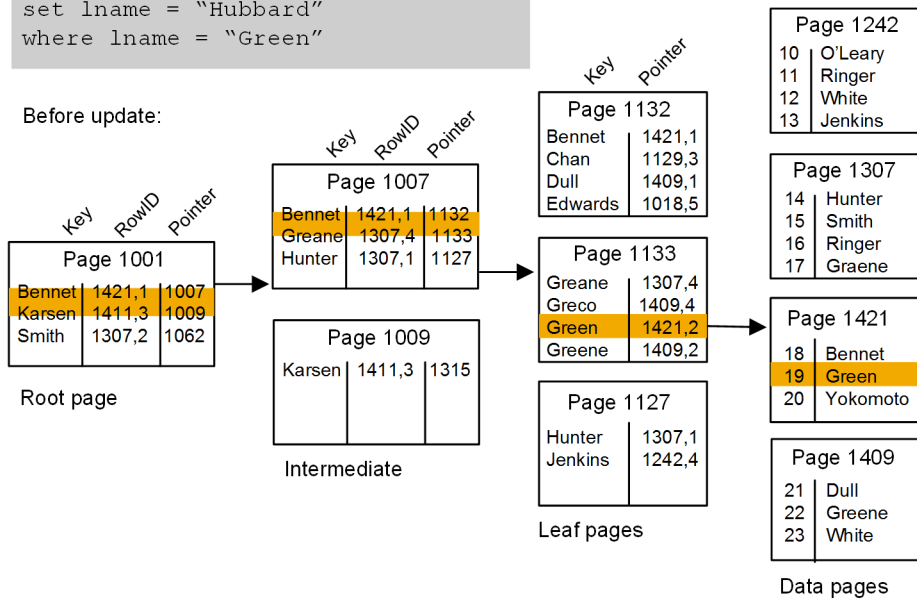 set lname = “Hubbard”
where lname = “Green”
Before update:
Key RowID Pointer
Page 1001
Bennet 1421,1 1007
Karsen 1411,3 1009
Smith 1307,2 1062
Root page
Key RowID Pointer
Page 1007
Bennet 1421,1 1132
Greane 1307,4 1133
Hunter 1307,1 1127
Page 1009
Karsen 1411,3 1315
Intermediate
Key Pointer
Page 1132
Bennet 1421,1
Chan 1129,3
Dull 1409,1
Edwards 1018,5
Page 1133
Greane 1307,4
Greco 1409,4
Green 1421,2
Greene 1409,2
Page 1127
Hunter 1307,1
Jenkins 1242,4
Leaf pages
Page 1242
10 O’Leary
11 Ringer
12 White
13 Jenkins
Page 1307
14 Hunter
15 Smith
16 Ringer
17 Graene
Page 1421
18 Bennet
19 Green
20 Yokomoto
Page 1409
21 Dull
22 Greene
23 White
Data pages